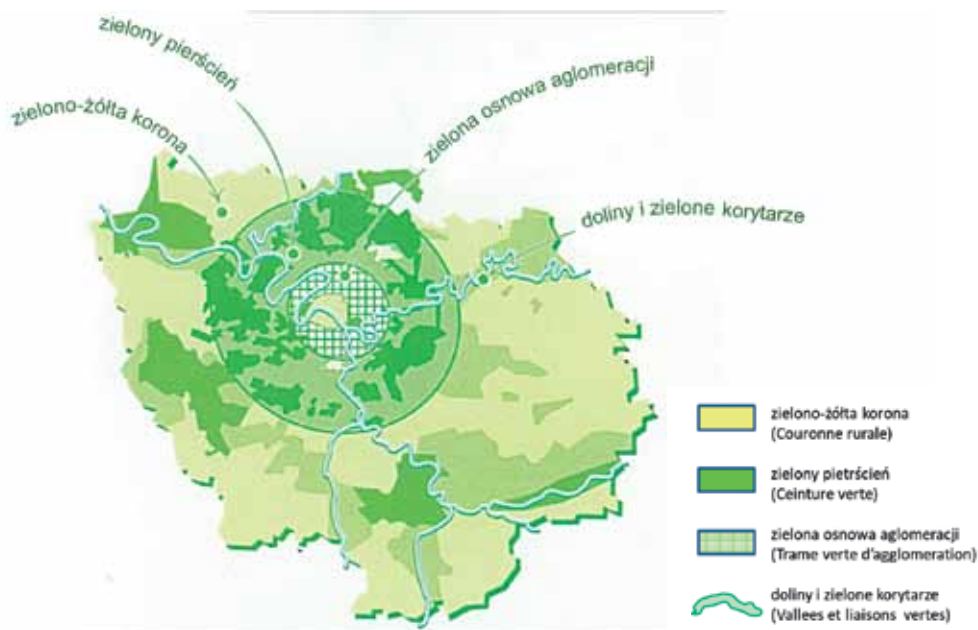 zielony pierścień
zielono-żółta korona
zielona osnowa aglomeracji
doliny i zielone korytarze
zielono-żółta korona
(Couronne rurale)
zielony pietrścień
(Ceinture verte)
zielona osnowa aglomeracji
(Trame verte d'agglomeration)
doliny i zielone korytarze
(Vallees et liaisons vertes)